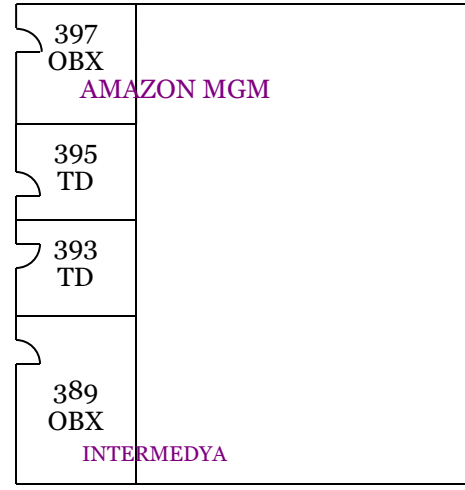 397
OBX
AMAZON MGM
395
TD
393
TD
389
OBX
INTERMEDYA